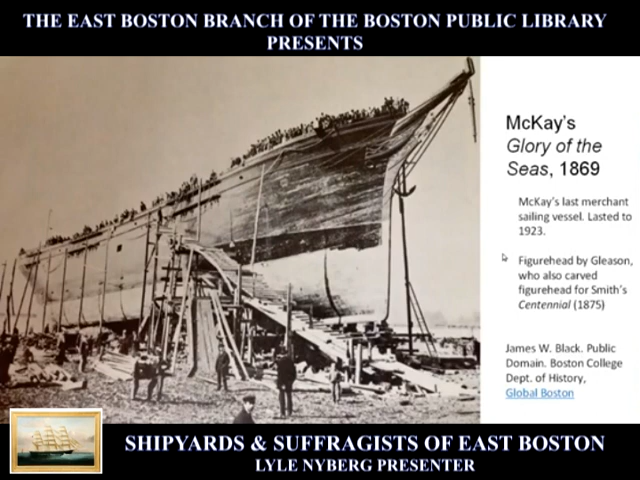 THE EAST BOSTON BRANCH OF THE BOSTON PUBLIC LIBRARY
PRESENTS
McKay's
Glory of the
Seas, 1869
McKay's last merchant
sailing vessel. Lasted to
1923.
Figurehead by Gleason,
who also carved
figurehead for Smith's
Centennial (1875)
James W. Black. Public
Domain. Boston College
Dept. of History,
Global Boston
SHIPYARDS & SUFFRAGISTS OF EAST BOSTON
LYLE NYBERG PRESENTER